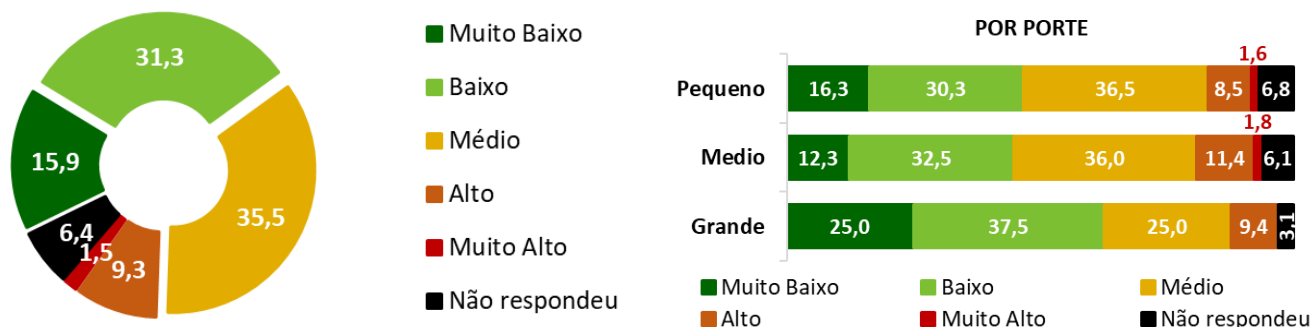 31,3
15,9
35,5
6,4
1,5
9,3
Muito Baixo
Baixo
Médio
Alto
Muito Alto
Não respondeu
POR PORTE
1,6
Pequeno 16,3 30,3 36,5 8,5 6,8
1,8
Medio 12,3 32,5 36,0 11,4 6,1
Grande 25,0 37,5 25,0 9,4 3,1
Muito Baixo Baixo Médio
Alto Muito Alto Não respondeu